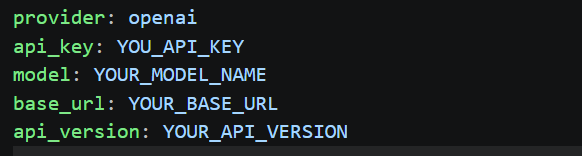 provider: openai
api_key: YOU_API_KEY
model: YOUR_MODEL_NAME
base_url: YOUR_BASE_URL
api_version: YOUR_API_VERSION